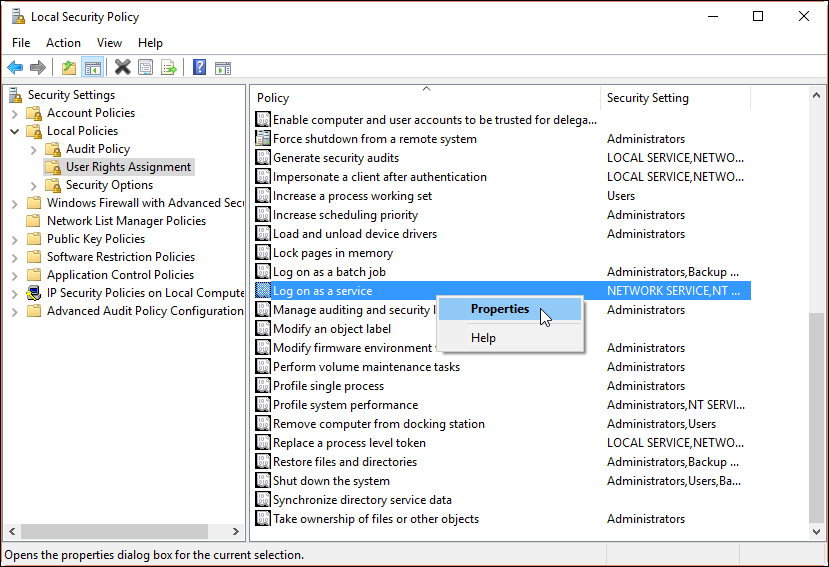 Local Security Policy
File Action View Help
Security Settings
Account Policies
Local Policies
Audit Policy
User Rights Assignment
Security Options
Windows Firewall with Advanced Secu
Network List Manager Policies
Public Key Policies
Software Restriction Policies
Application Control Policies
IP Security Policies on Local Compute
Advanced Audit Policy Configuration
Policy Security Setting
Enable computer and user accounts to be trusted for delega...
Force shutdown from a remote system Administrators
Generate security audits LOCAL SERVICE,NETWO...
Impersonate a client after authentication LOCAL SERVICE,NETWO...
Increase a process working set Users
Increase scheduling priority Administrators
Load and unload device drivers Administrators
Lock pages in memory
Log on as a batch job Administrators,Backup ...
Log on as a service NETWORK SERVICE,NT ...
Manage auditing and security l Administrators
Modify an object label
Modify firmware environment Administrators
Perform volume maintenance tasks Administrators
Profile single process Administrators
Profile system performance Administrators,NT SERVI...
Remove computer from docking station Administrators,Users
Replace a process level token LOCAL SERVICE,NETWO...
Restore files and directories Administrators,Backup ...
Shut down the system Administrators,Users,Ba...
Synchronize directory service data
Take ownership of files or other objects Administrators
Properties
Help
Opens the properties dialog box for the current selection.